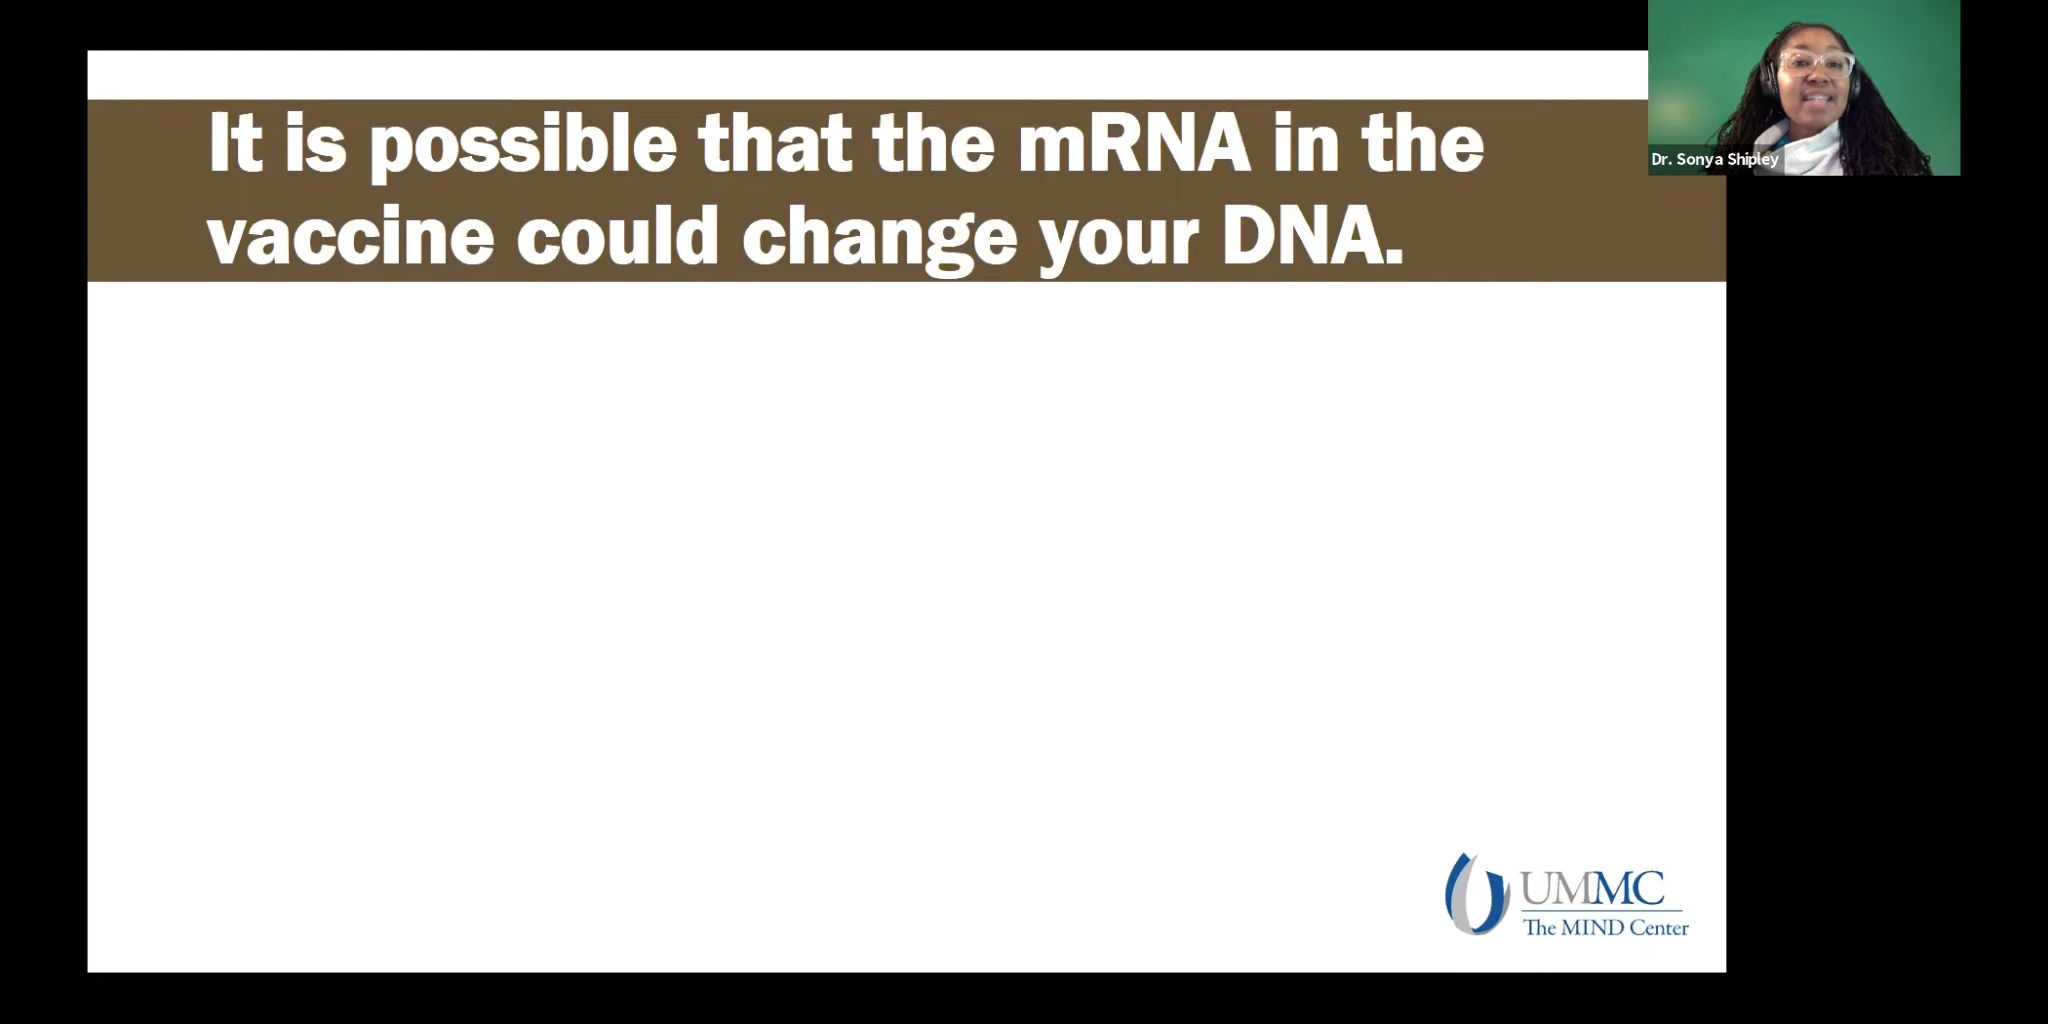 It is possible that the mRNA in the
vaccine could change your DNA.
Dr. Sonya Shipley
UMMC
The MIND Center